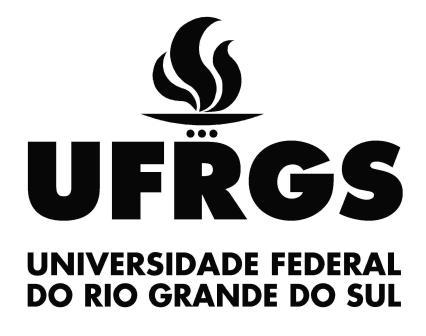 UFRGS
UNIVERSIDADE FEDERAL
DO RIO GRANDE DO SUL